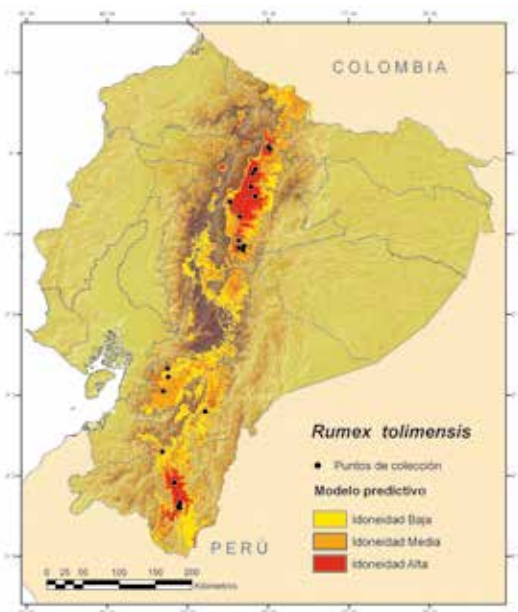 COLOMBIA
Rumex tolimensis
Puntos de colección
Modelo predictivo
Idoneidad Baja
Idoneidad Media
Idoneidad Alta
PERÚ
0 25 50 100 150 200
Kilometros